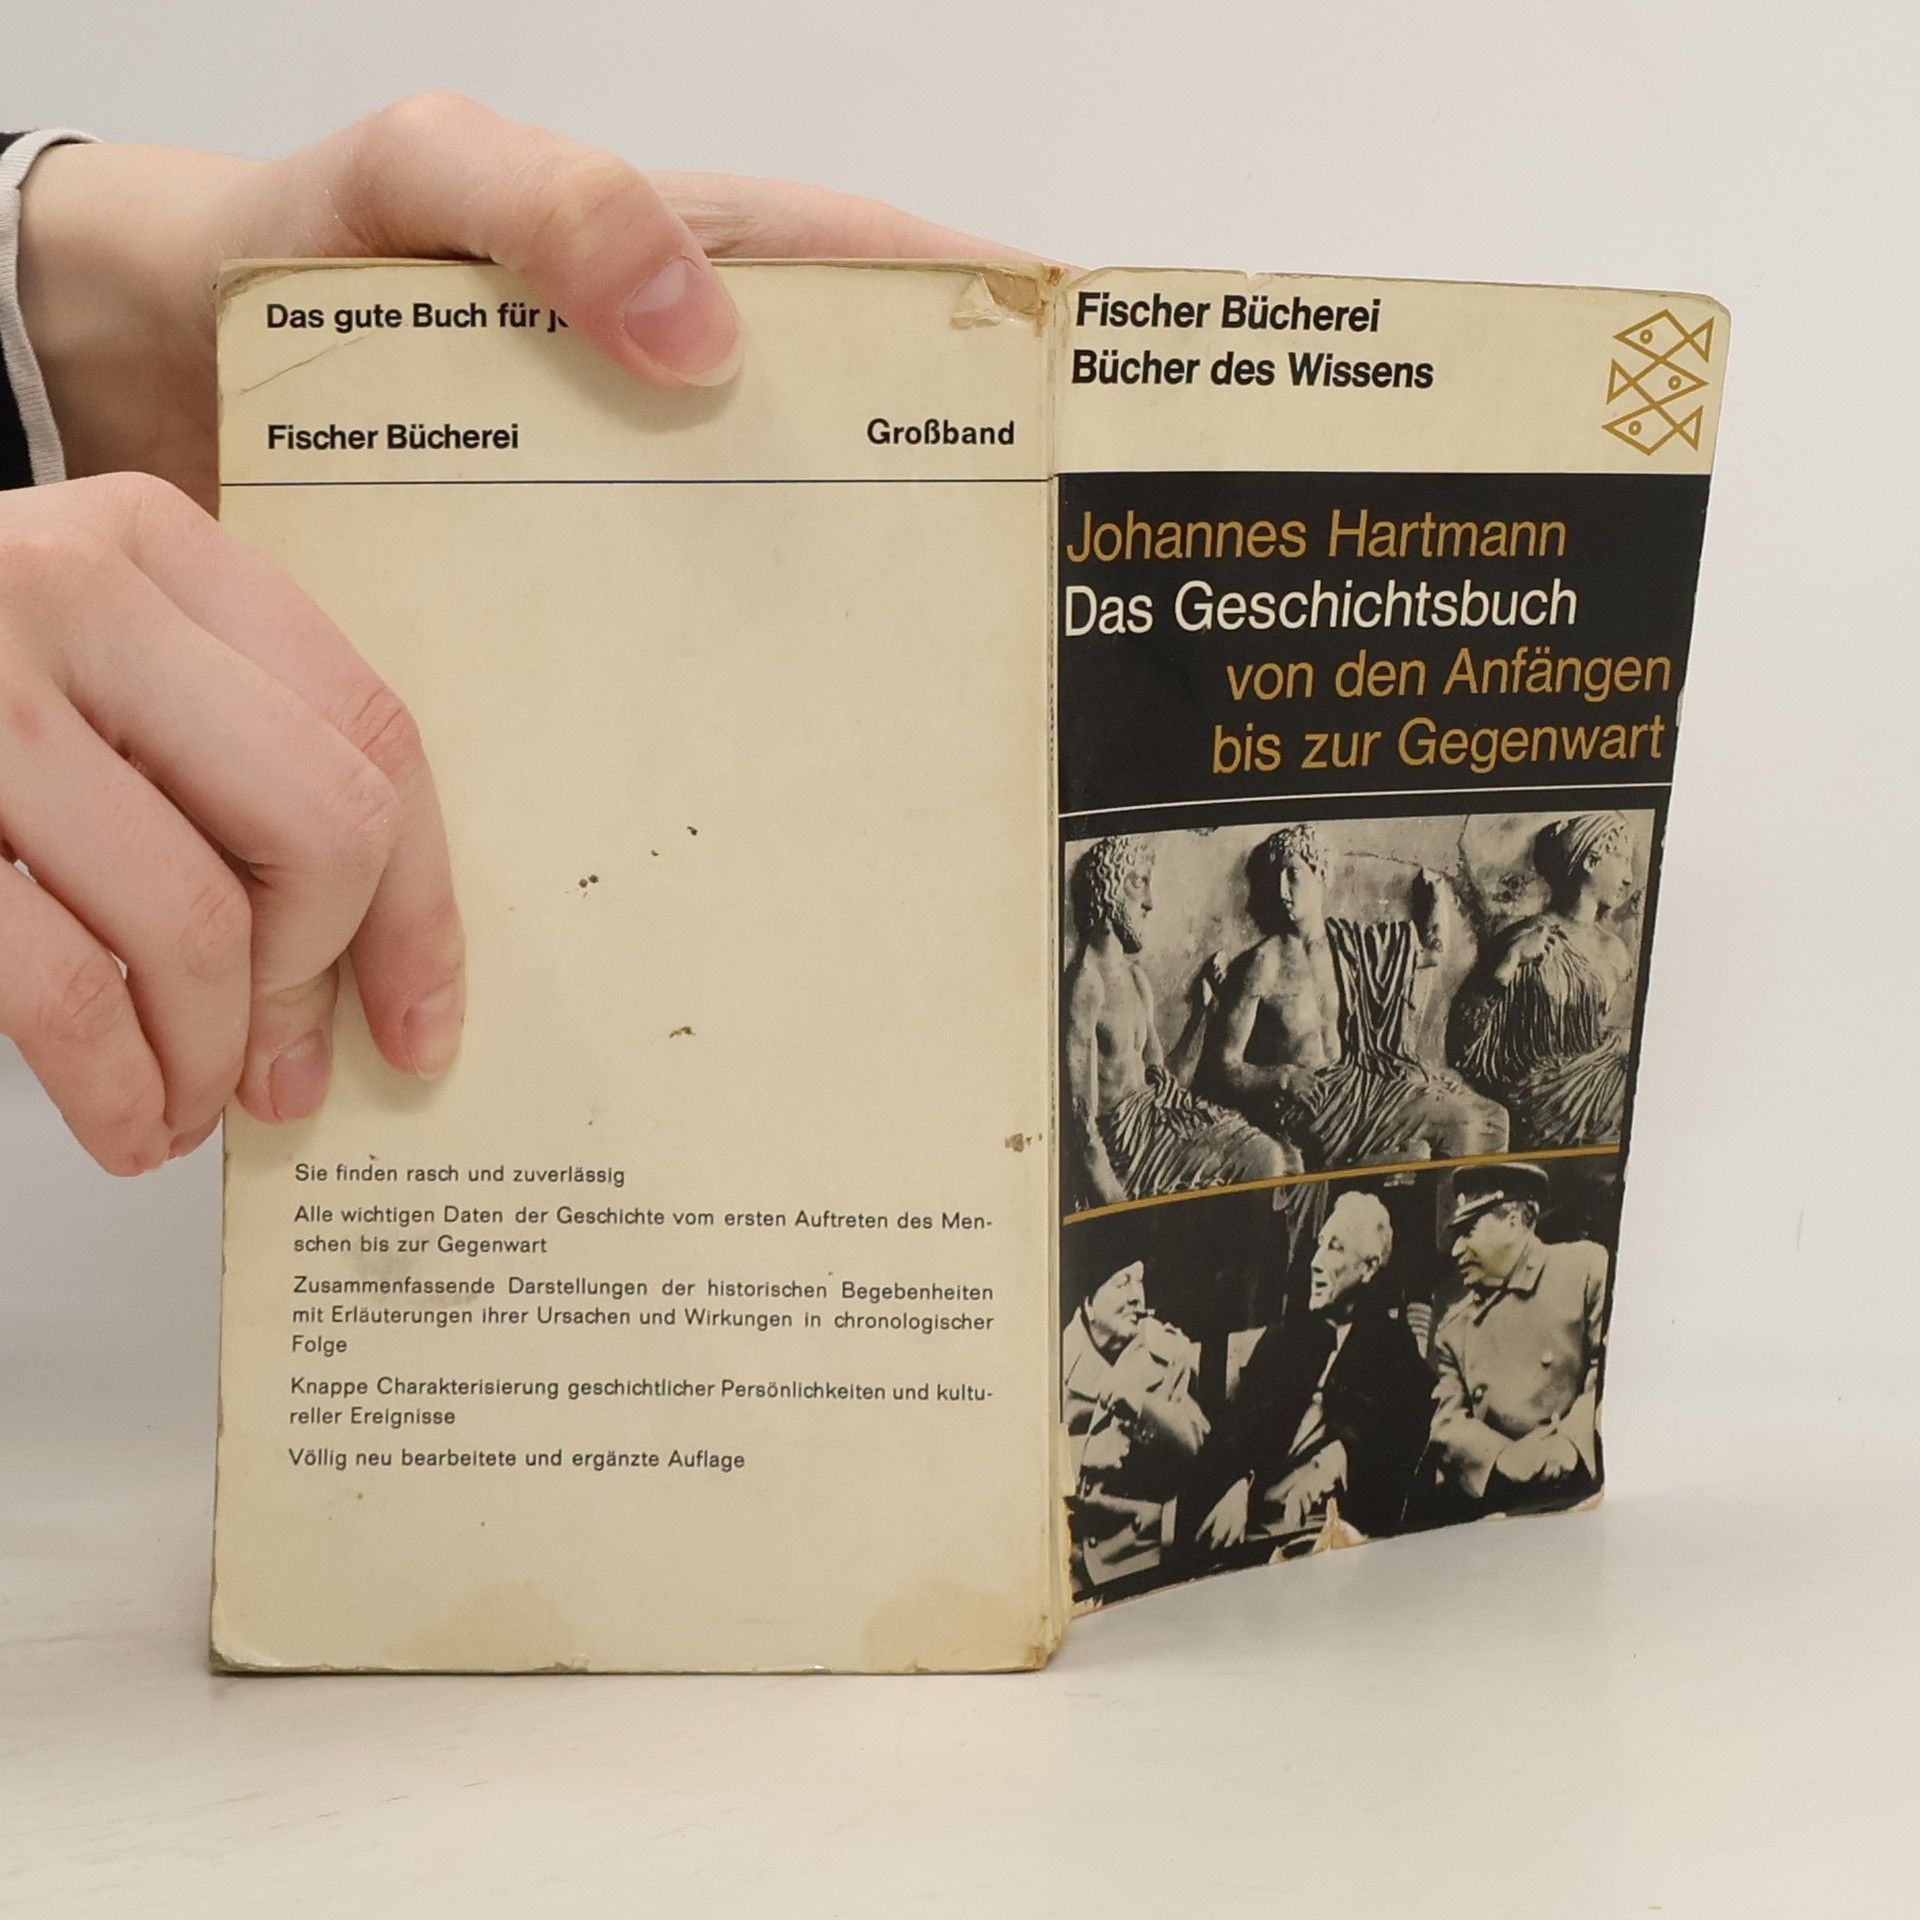 Das gute Buch für
Fischer Bücherei
Großband
Sie finden rasch und zuverlässig
Alle wichtigen Daten der Geschichte vom ersten Auftreten des Men-
schen bis zur Gegenwart
Zusammenfassende Darstellungen der historischen Begebenheiten
mit Erläuterungen ihrer Ursachen und Wirkungen in chronologischer
Folge
Knappe Charakterisierung geschichtlicher Persönlichkeiten und kultu-
reller Ereignisse
Völlig neu bearbeitete und ergänzte Auflage
Fischer Bücherei
Bücher des Wissens
Johannes Hartmann
Das Geschichtsbuch
von den Anfängen
bis zur Gegenwart